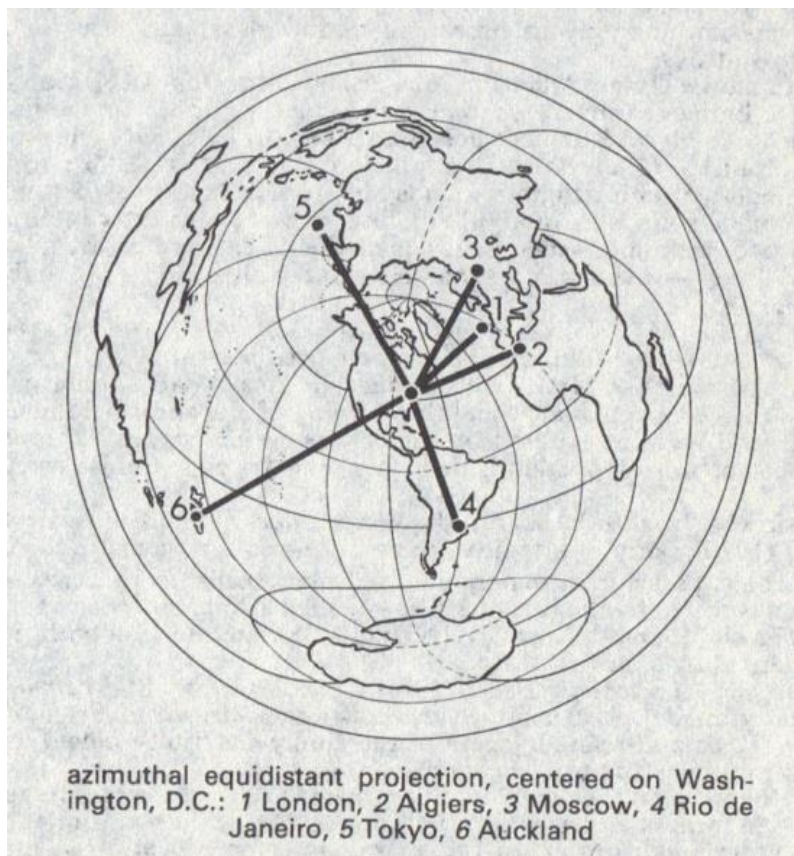 5
3
1
2
4
6
azimuthal equidistant projection, centered on Wash-
ington, D.C.: 1 London, 2 Algiers, 3 Moscow, 4 Rio de
Janeiro, 5 Tokyo, 6 Auckland